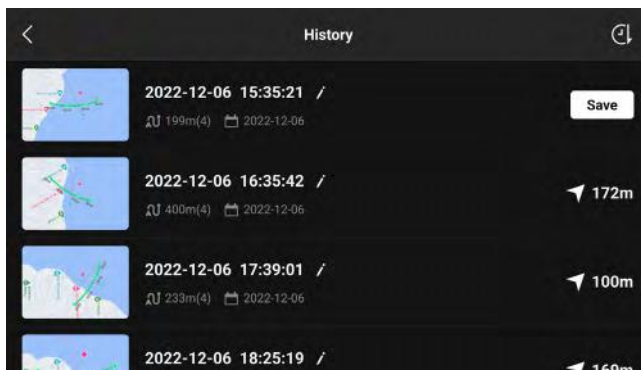 History
2022-12-06 15:35:21
199m(4) 2022-12-06
Save
2022-12-06 16:35:42
400m(4) 2022-12-06
172m
2022-12-06 17:39:01
233m(4) 2022-12-06
100m
2022-12-06 18:25:19
169m